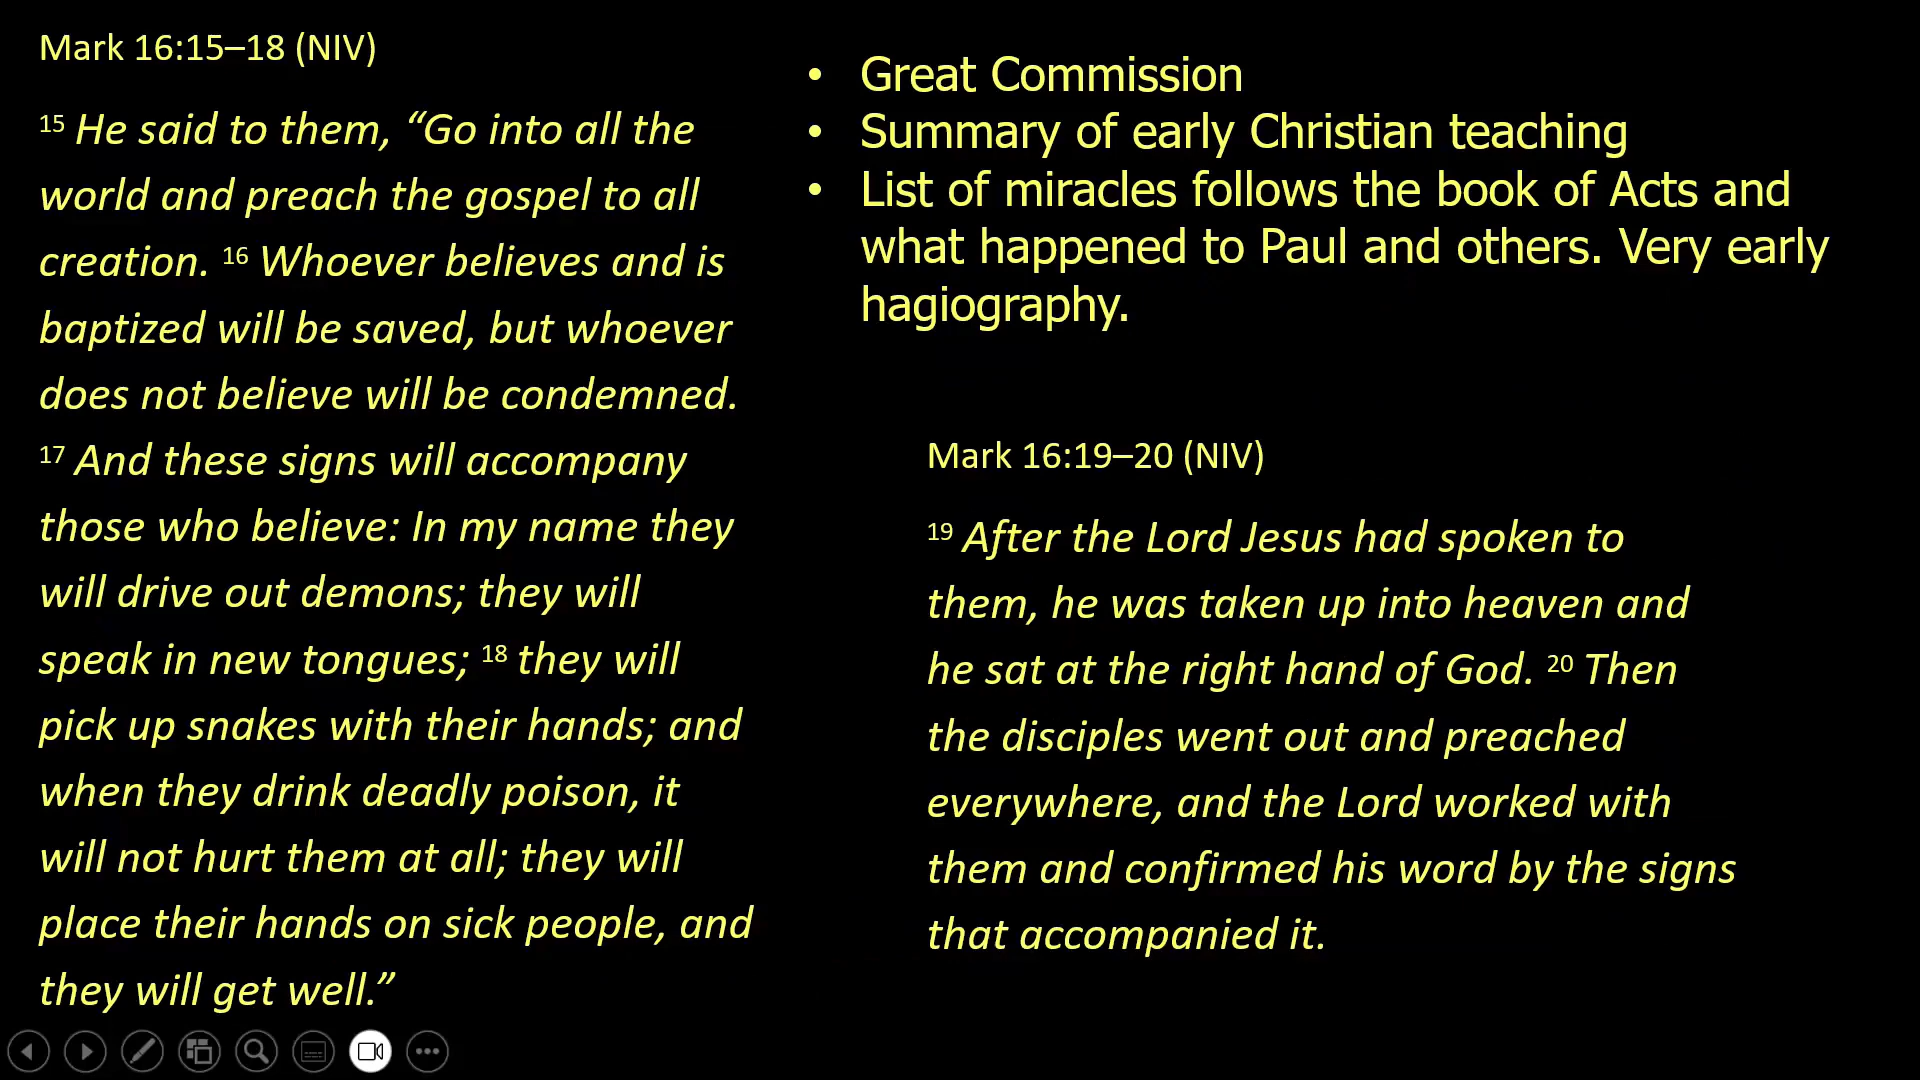 Mark 16:15–18 (NIV)
15 He said to them, “Go into all the
world and preach the gospel to all
creation. 16 Whoever believes and is
baptized will be saved, but whoever
does not believe will be condemned.
17 And these signs will accompany
those who believe: In my name they
will drive out demons; they will
speak in new tongues; 18 they will
pick up snakes with their hands; and
when they drink deadly poison, it
will not hurt them at all; they will
place their hands on sick people, and
they will get well.”
• Great Commission
• Summary of early Christian teaching
• List of miracles follows the book of Acts and
what happened to Paul and others. Very early
hagiography.
Mark 16:19–20 (NIV)
19 After the Lord Jesus had spoken to
them, he was taken up into heaven and
he sat at the right hand of God. 20 Then
the disciples went out and preached
everywhere, and the Lord worked with
them and confirmed his word by the signs
that accompanied it.